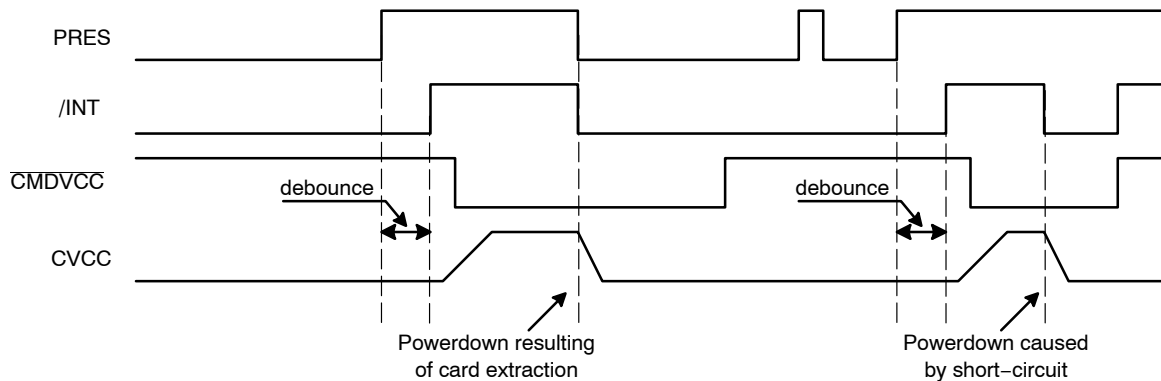 PRES
/INT
CMDVCC
debounce
debounce
CVCC
Powerdown resulting
of card extraction
Powerdown caused
by short−circuit